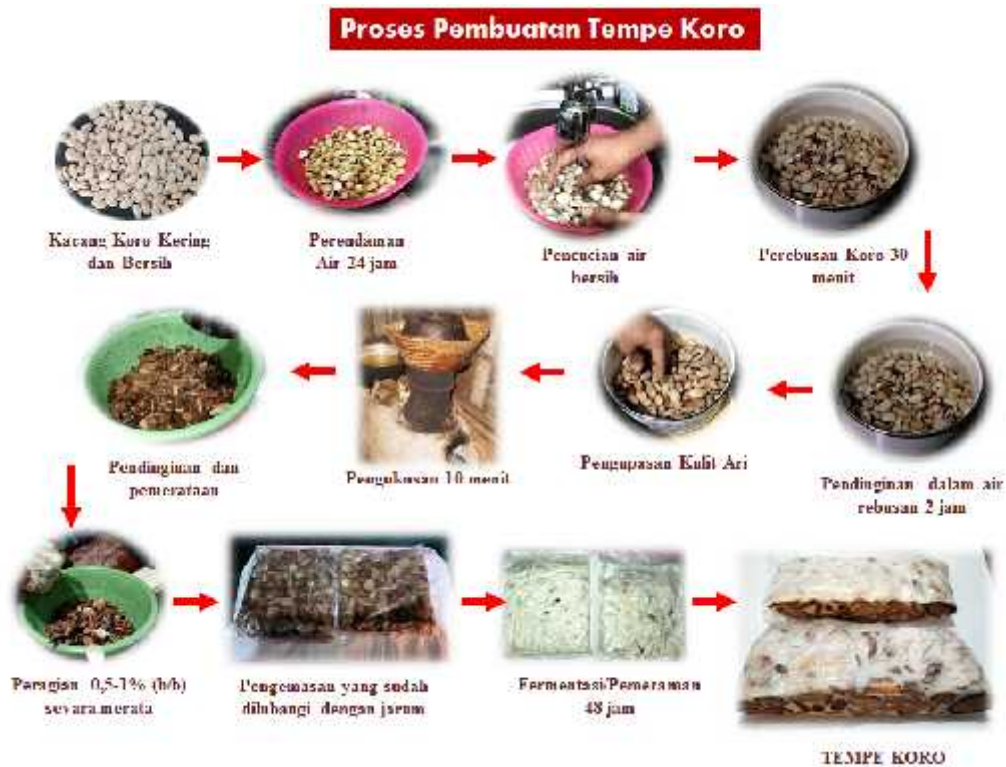 Proses Pembuatan Tempe Koro
Kacang Koro Kering
dan Bersih
Perendaman
Air 24 jam
Pencucian air
bersih
Perebusan Koro 30
menit
Pendinginan dan
pemerataan
Pengukusan 10 menit
Pengupasan Kulit Ari
Pendinginan dalam air
rebusan 2 jam
Peragian 0,5-1% (b/b)
sevara merata
Pengemasan yang sudah
dilubangi dengan jarum
Fermentasi/Pemeraman
48 jam
TEMPE KORO